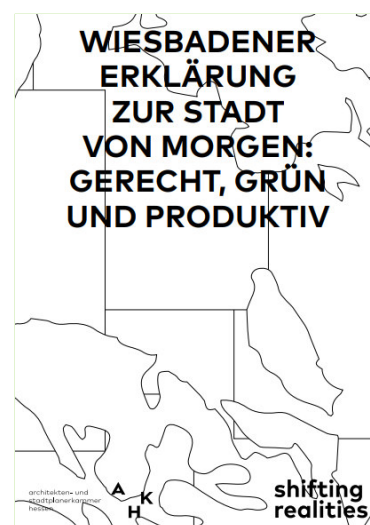 WIESBADENER
ERKLÄRUNG
ZUR STADT
VON MORGEN:
GERECHT, GRÜN
UND PRODUKTIV
architekten- und
stadtplanerkammer
hessen
A
K
H
shifting
realities